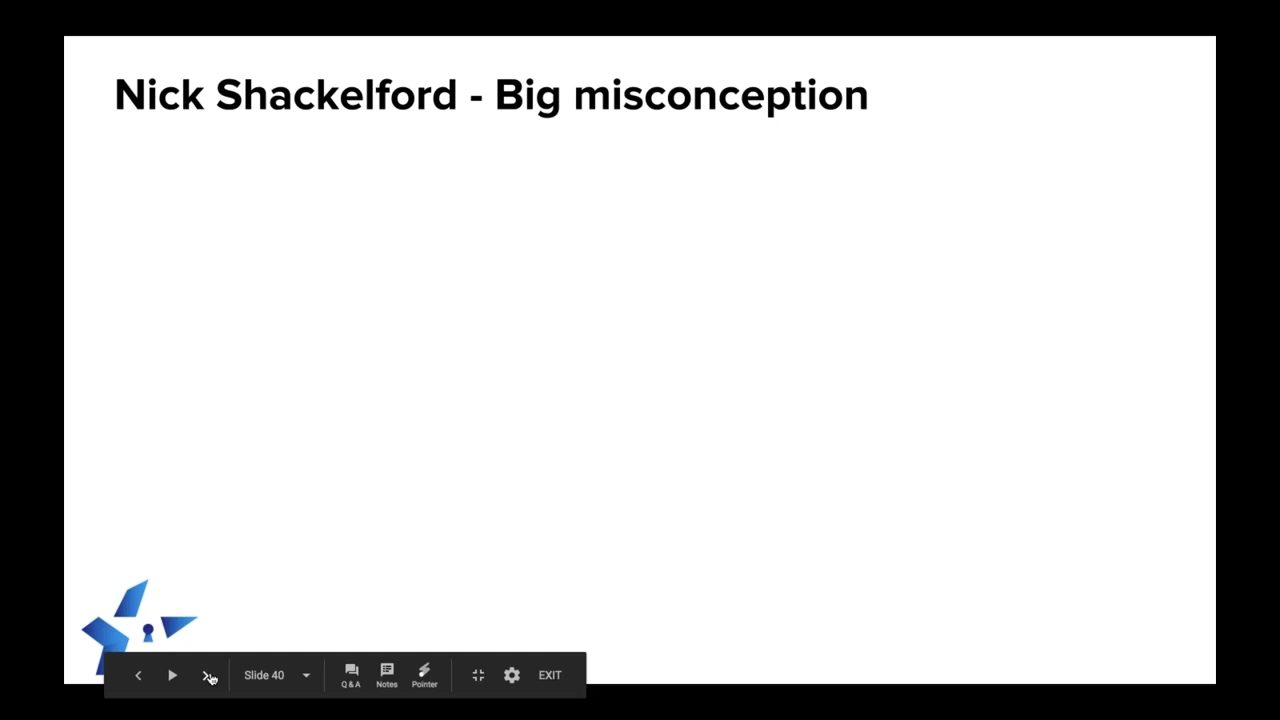 Nick Shackelford - Big misconception
Slide 40
Q & A
Notes
Pointer
EXIT